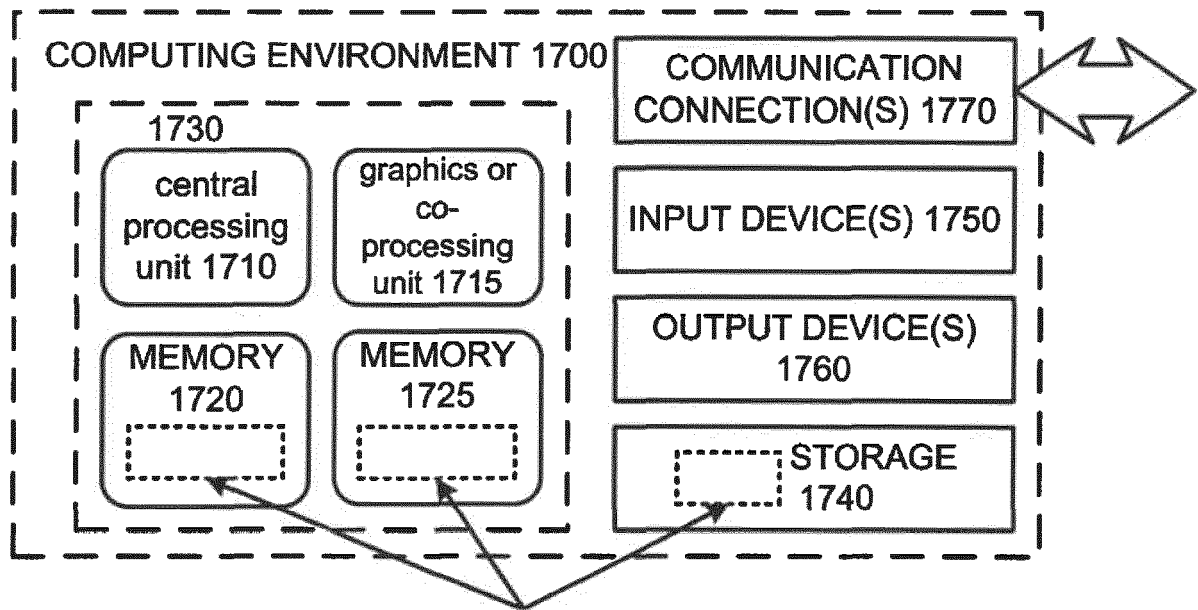 COMPUTING ENVIRONMENT 1700
1730
central
processing
unit 1710
graphics or
co-
processing
unit 1715
MEMORY
1720
MEMORY
1725
COMMUNICATION
CONNECTION(S) 1770
INPUT DEVICE(S) 1750
OUTPUT DEVICE(S)
1760
STORAGE
1740